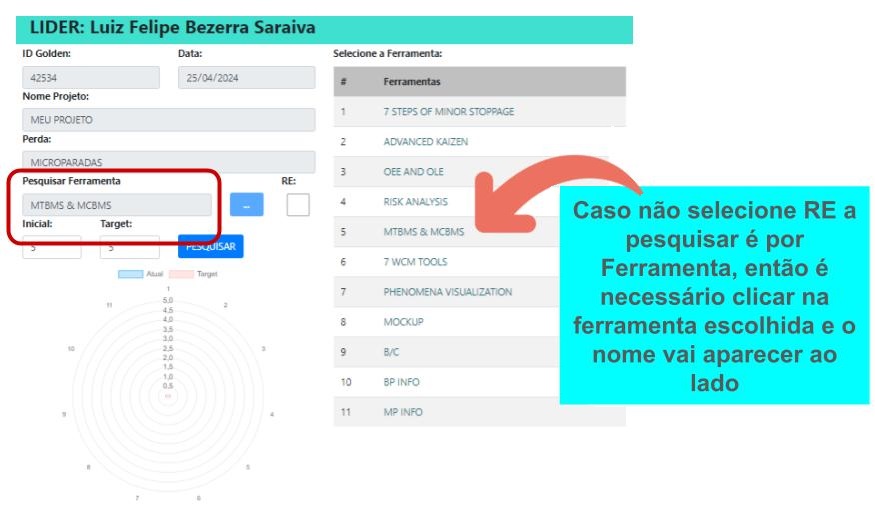 LIDER: Luiz Felipe Bezerra Saraiva
ID Golden:
Data:
42534
25/04/2024
Nome Projeto:
MEU PROJETO
Perda:
MICROPARADAS
Pesquisar Ferramenta
RE:
MTBMS & MCBMS
...
Inicial:
Target:
5
5
PESQUISAR
Atual
Target
1
2
3
4
5
6
7
8
9
10
11
5,0
4,5
4,0
3,5
3,0
2,5
2,0
1,5
1,0
0,5
Selecione a Ferramenta:
# Ferramentas
1 7 STEPS OF MINOR STOPPAGE
2 ADVANCED KAIZEN
3 OEE AND OLE
4 RISK ANALYSIS
5 MTBMS & MCBMS
6 7 WCM TOOLS
7 PHENOMENA VISUALIZATION
8 MOCKUP
9 B/C
10 BP INFO
11 MP INFO
Caso não selecione RE a
pesquisar é por
Ferramenta, então é
necessário clicar na
ferramenta escolhida e o
nome vai aparecer ao
lado